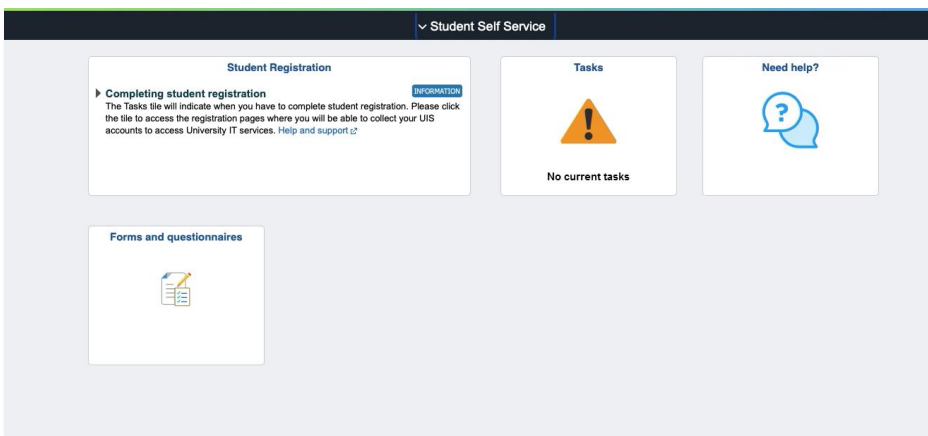 Student Self Service
Student Registration
Completing student registration
INFORMATION
The Tasks tile will indicate when you have to complete student registration. Please click
the tile to access the registration pages where you will be able to collect your UIS
accounts to access University IT services. Help and support
Tasks
No current tasks
Need help?
?
Forms and questionnaires